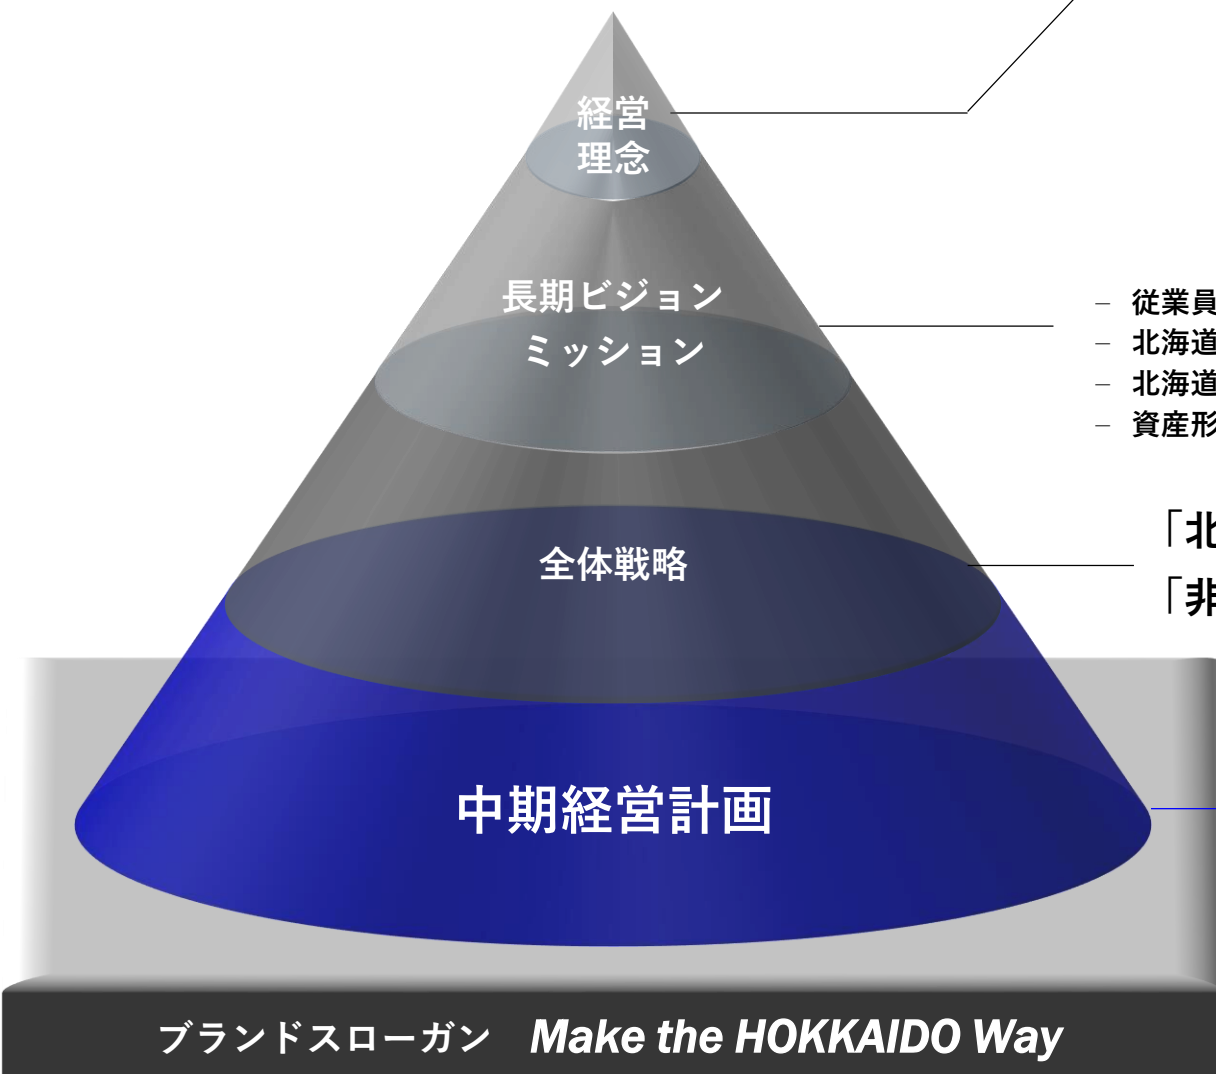 経営
理念
長期ビジョン
ミッション
– 従業員
– 北海道
– 北海道
– 資産形
「北
全体戦略
「非
中期経営計画
ブランドスローガン Make the HOKKAIDO Way